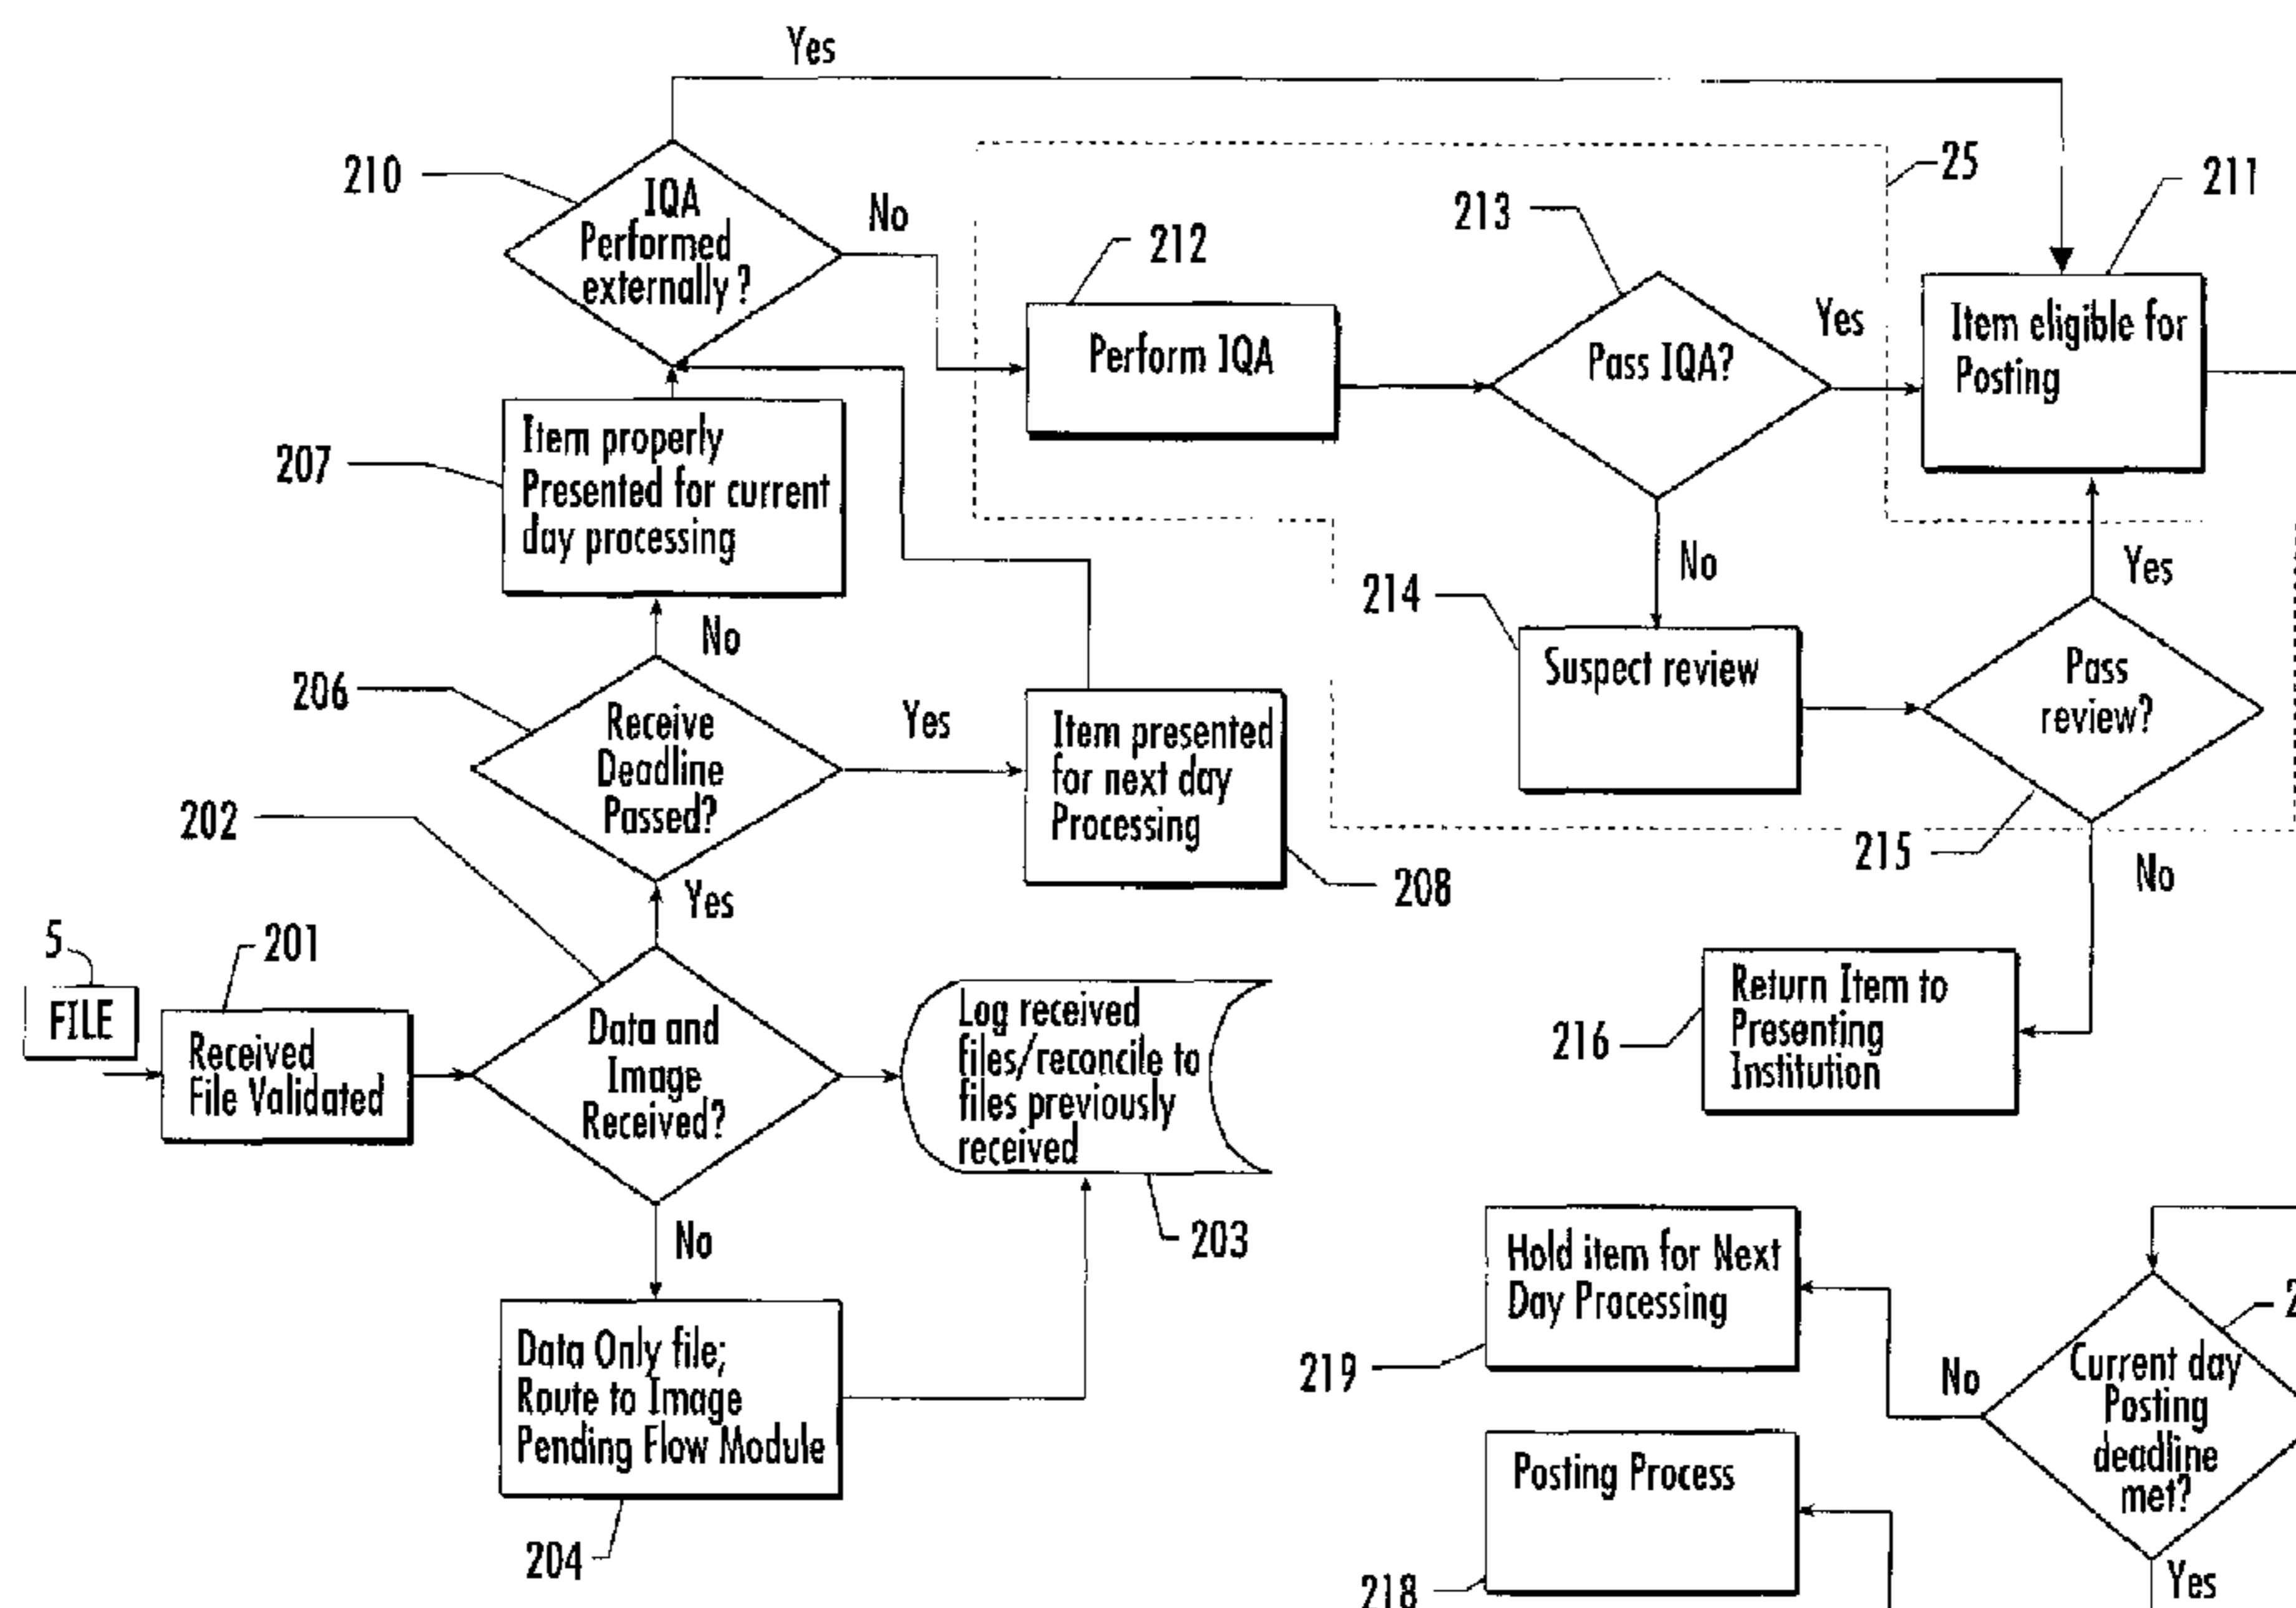 Yes
210
IQA
Performed
externally?
No
25
211
212
213
Perform IQA
Pass IQA?
Yes
Item eligible for
Posting
207
Item properly
Presented for current
day processing
No
214
No
Yes
206
Receive
Deadline
Passed?
Yes
Item presented
for next day
Processing
Suspect review
Pass
review?
202
215
208
Yes
No
5
FILE
201
Received
File Validated
Data and
Image
Received?
Log received
files/reconcile to
files previously
received
216
Return Item to
Presenting
Institution
No
203
Data Only file;
Route to Image
Pending Flow Module
204
Hold item for Next
Day Processing
219
No
Current day
Posting
deadline
met?
2
Posting Process
218
Yes